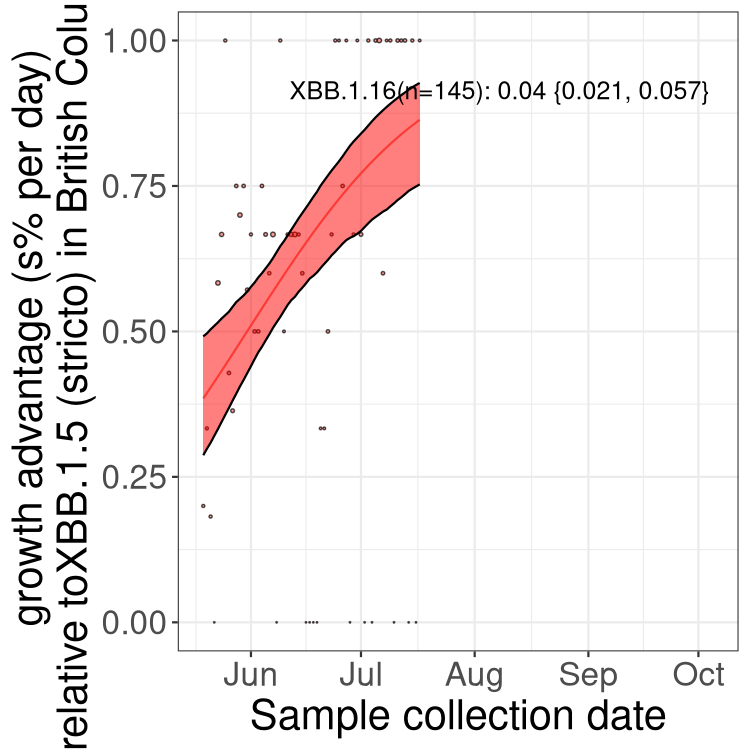 growth advantage (s% per day)
relative toXBB.1.5 (stricto) in British Colu
1.00
0.75
0.50
0.25
0.00
XBB.1.16(n=145): 0.04 {0.021, 0.057}
Jun Jul Aug Sep Oct
Sample collection date